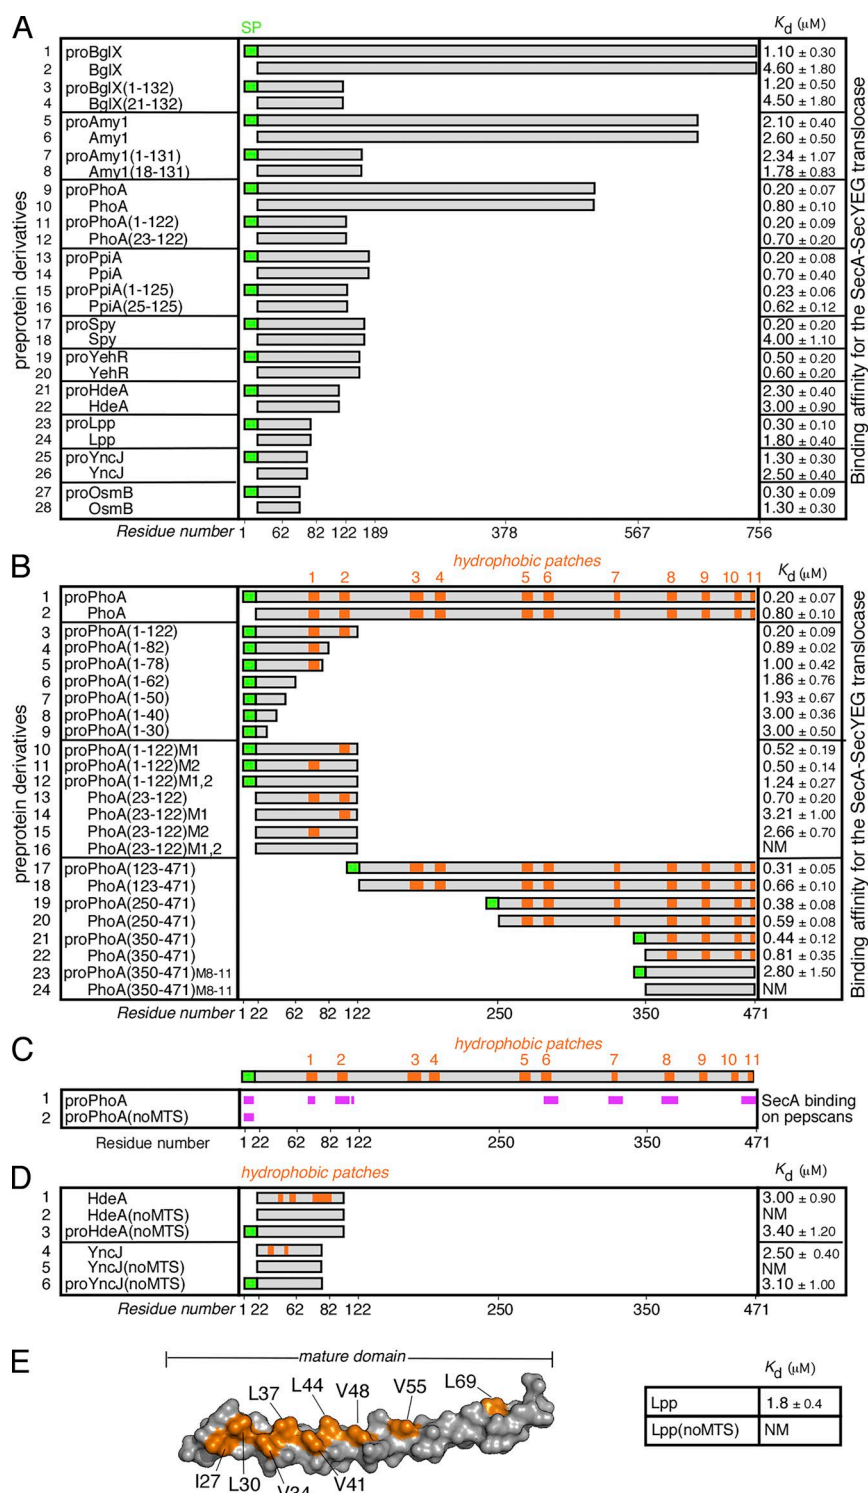 A
SP
Kd (μM)
1 proBglX 1.10 ± 0.30
2 BglX 4.60 ± 1.80
3 proBglX(1-132) 1.20 ± 0.50
4 BglX(21-132) 4.50 ± 1.80
5 proAmy1 2.10 ± 0.40
6 Amy1 2.60 ± 0.50
7 proAmy1(1-131) 2.34 ± 1.07
8 Amy1(18-131) 1.78 ± 0.83
9 proPhoA 0.20 ± 0.07
10 PhoA 0.80 ± 0.10
11 proPhoA(1-122) 0.20 ± 0.09
12 PhoA(23-122) 0.70 ± 0.20
13 proPpiA 0.20 ± 0.08
14 PpiA 0.70 ± 0.40
15 proPpiA(1-125) 0.23 ± 0.06
16 PpiA(25-125) 0.62 ± 0.12
17 proSpy 0.20 ± 0.20
18 Spy 4.00 ± 1.10
19 proYehR 0.50 ± 0.20
20 YehR 0.60 ± 0.20
21 proHdeA 2.30 ± 0.40
22 HdeA 3.00 ± 0.90
23 proLpp 0.30 ± 0.10
24 Lpp 1.80 ± 0.40
25 proYncJ 1.30 ± 0.30
26 YncJ 2.50 ± 0.40
27 proOsmB 0.30 ± 0.09
28 OsmB 1.30 ± 0.30
preprotein derivatives
Binding affinity for the SecA-SecYEG translocase
Residue number 1 62 82 122 189 378 567 756
B
hydrophobic patches
Kd (μM)
1 2 3 4 5 6 7 8 9 10 11
1 proPhoA 0.20 ± 0.07
2 PhoA 0.80 ± 0.10
3 proPhoA(1-122) 0.20 ± 0.09
4 proPhoA(1-82) 0.89 ± 0.02
5 proPhoA(1-78) 1.00 ± 0.42
6 proPhoA(1-62) 1.86 ± 0.76
7 proPhoA(1-50) 1.93 ± 0.67
8 proPhoA(1-40) 3.00 ± 0.36
9 proPhoA(1-30) 3.00 ± 0.50
10 proPhoA(1-122)M1 0.52 ± 0.19
11 proPhoA(1-122)M2 0.50 ± 0.14
12 proPhoA(1-122)M1,2 1.24 ± 0.27
13 PhoA(23-122) 0.70 ± 0.20
14 PhoA(23-122)M1 3.21 ± 1.00
15 PhoA(23-122)M2 2.66 ± 0.70
16 PhoA(23-122)M1,2 NM
17 proPhoA(123-471) 0.31 ± 0.05
18 PhoA(123-471) 0.66 ± 0.10
19 proPhoA(250-471) 0.38 ± 0.08
20 PhoA(250-471) 0.59 ± 0.08
21 proPhoA(350-471) 0.44 ± 0.12
22 PhoA(350-471) 0.81 ± 0.35
23 proPhoA(350-471)M8-11 2.80 ± 1.50
24 PhoA(350-471)M8-11 NM
preprotein derivatives
Binding affinity for the SecA-SecYEG translocase
Residue number 1 22 62 82 122 250 350 471
C
hydrophobic patches
1 2 3 4 5 6 7 8 9 10 11
1 proPhoA SecA binding
2 proPhoA(noMTS) on pepscans
Residue number 1 22 62 82 122 250 350 471
D
hydrophobic patches
Kd (μM)
1 HdeA 3.00 ± 0.90
2 HdeA(noMTS) NM
3 proHdeA(noMTS) 3.40 ± 1.20
4 YncJ 2.50 ± 0.40
5 YncJ(noMTS) NM
6 proYncJ(noMTS) 3.10 ± 1.00
Residue number 1 22 62 82 122 250 350 471
E
mature domain
L37 L44 V48 V55 L69
I27 L30 V34 V41
Kd (μM)
Lpp 1.8 ± 0.4
Lpp(noMTS) NM